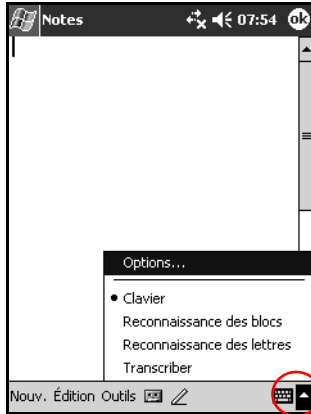 Notes 07:54 ok
Options...
Clavier
Reconnaissance des blocs
Reconnaissance des lettres
Transcriber
Nouv. Édition Outils